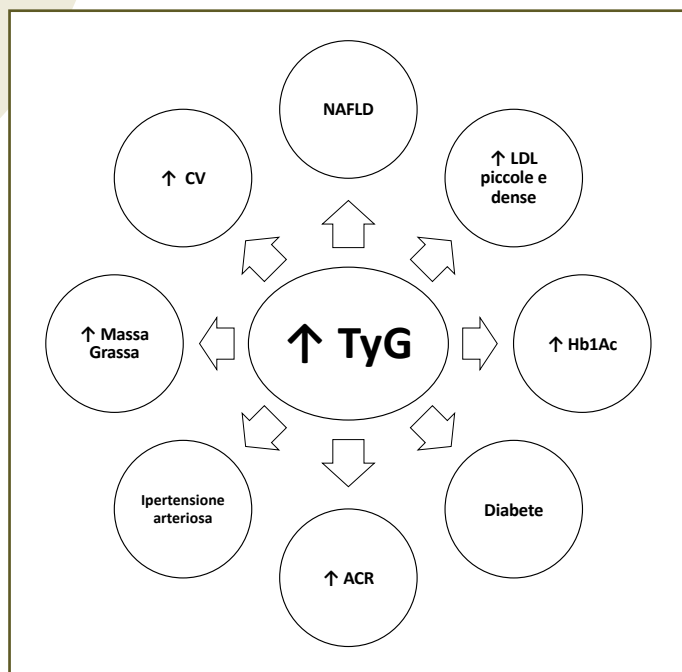 NAFLD
↑ LDL
piccole e
dense
↑ CV
↑ Massa
Grassa
↑ TyG
↑ Hb1Ac
Ipertensione
arteriosa
Diabete
↑ ACR